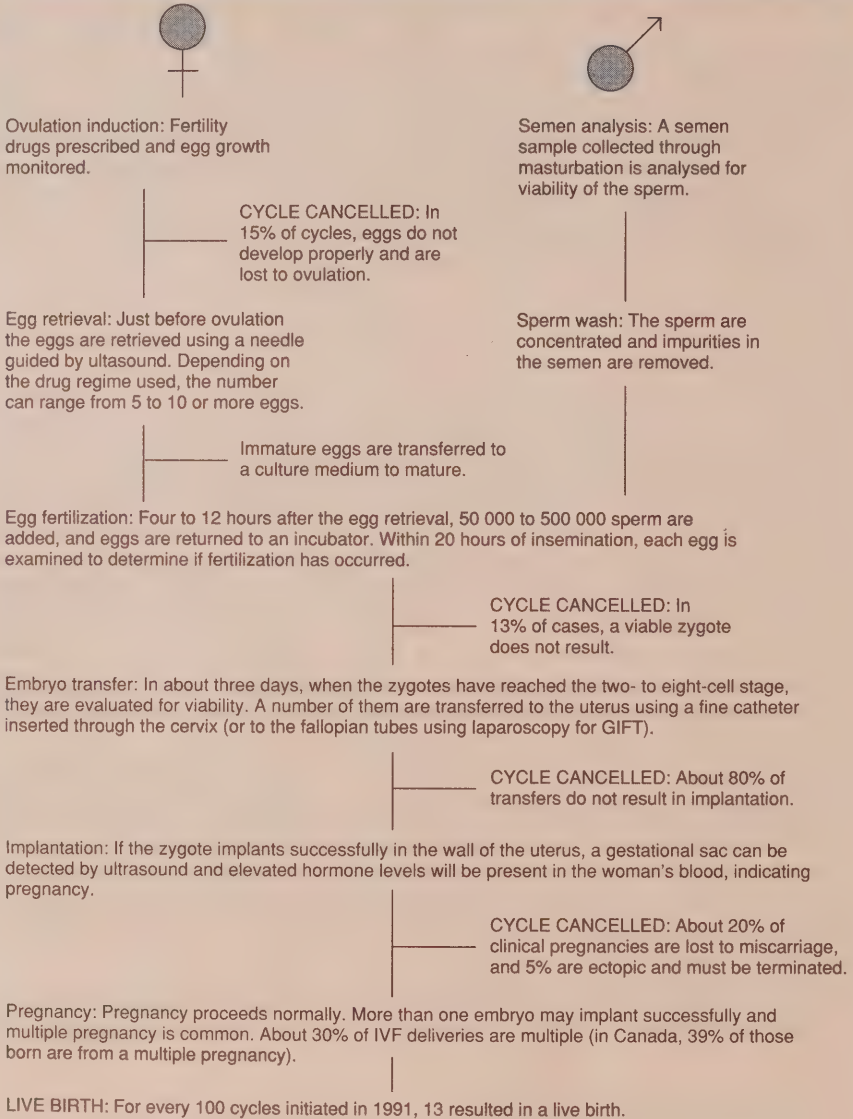 Ovulation induction: Fertility
drugs prescribed and egg growth
monitored.
Semen analysis: A semen
sample collected through
masturbation is analysed for
viability of the sperm.
CYCLE CANCELLED: In
15% of cycles, eggs do not
develop properly and are
lost to ovulation.
Egg retrieval: Just before ovulation
the eggs are retrieved using a needle
guided by ultasound. Depending on
the drug regime used, the number
can range from 5 to 10 or more eggs.
Sperm wash: The sperm are
concentrated and impurities in
the semen are removed.
Immature eggs are transferred to
a culture medium to mature.
Egg fertilization: Four to 12 hours after the egg retrieval, 50 000 to 500 000 sperm are
added, and eggs are returned to an incubator. Within 20 hours of insemination, each egg is
examined to determine if fertilization has occurred.
CYCLE CANCELLED: In
13% of cases, a viable zygote
does not result.
Embryo transfer: In about three days, when the zygotes have reached the two- to eight-cell stage,
they are evaluated for viability. A number of them are transferred to the uterus using a fine catheter
inserted through the cervix (or to the fallopian tubes using laparoscopy for GIFT).
CYCLE CANCELLED: About 80% of
transfers do not result in implantation.
Implantation: If the zygote implants successfully in the wall of the uterus, a gestational sac can be
detected by ultrasound and elevated hormone levels will be present in the woman's blood, indicating
pregnancy.
CYCLE CANCELLED: About 20% of
clinical pregnancies are lost to miscarriage,
and 5% are ectopic and must be terminated.
Pregnancy: Pregnancy proceeds normally. More than one embryo may implant successfully and
multiple pregnancy is common. About 30% of IVF deliveries are multiple (in Canada, 39% of those
born are from a multiple pregnancy).
LIVE BIRTH: For every 100 cycles initiated in 1991, 13 resulted in a live birth.